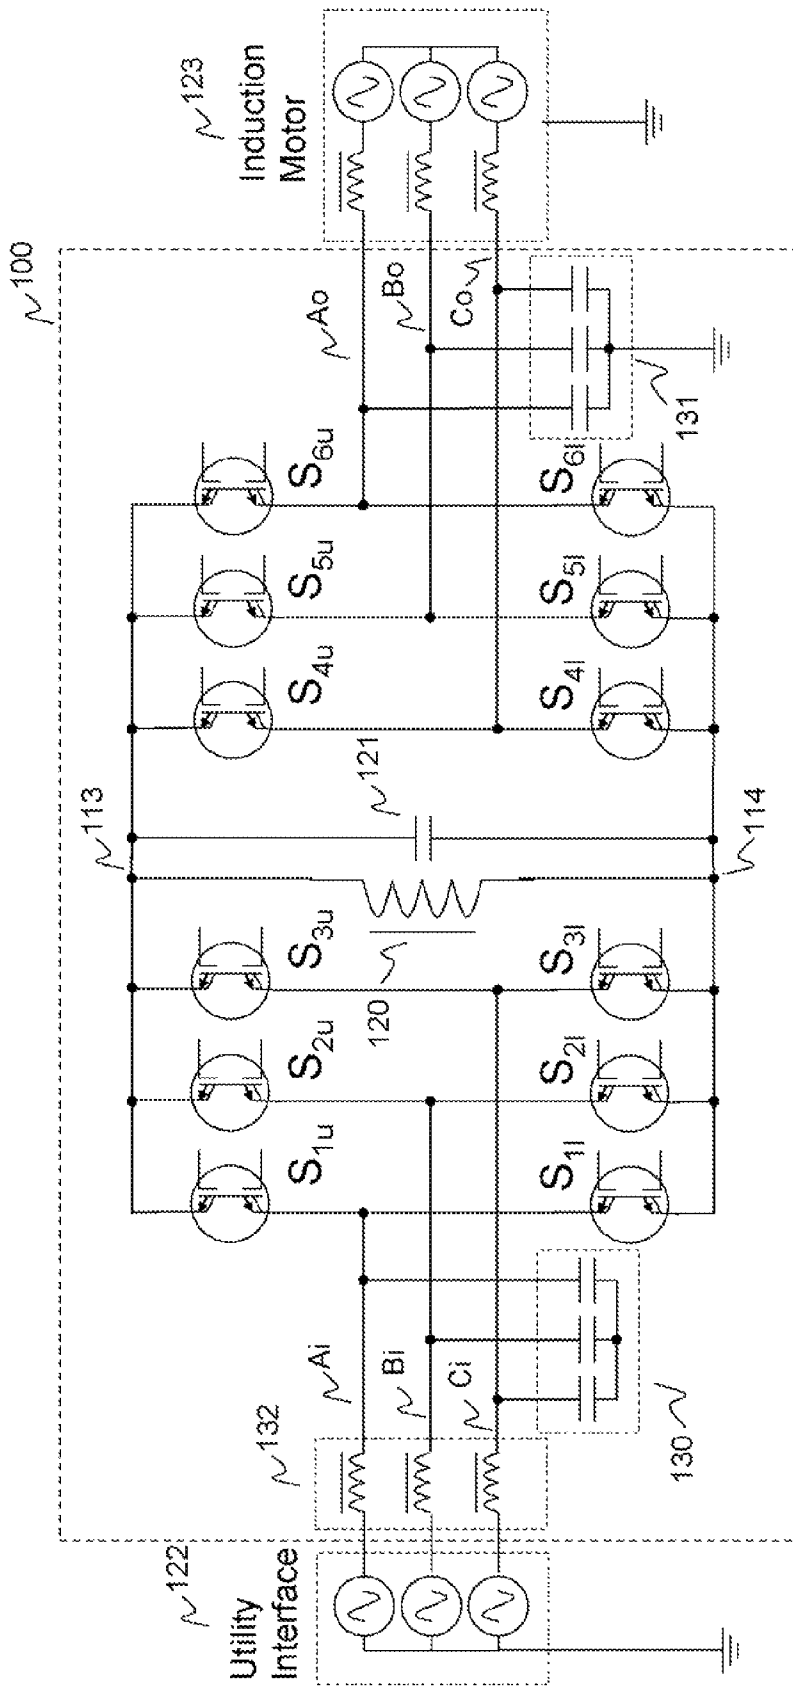 100
123
Induction
Motor
Ao
Bo
Co
131
S6u
S5u
S4u
S6l
S5l
S4l
113
121
114
120
S3u
S2u
S1u
S3l
S2l
S1l
Ai
Bi
Ci
132
130
122
Utility
Interface